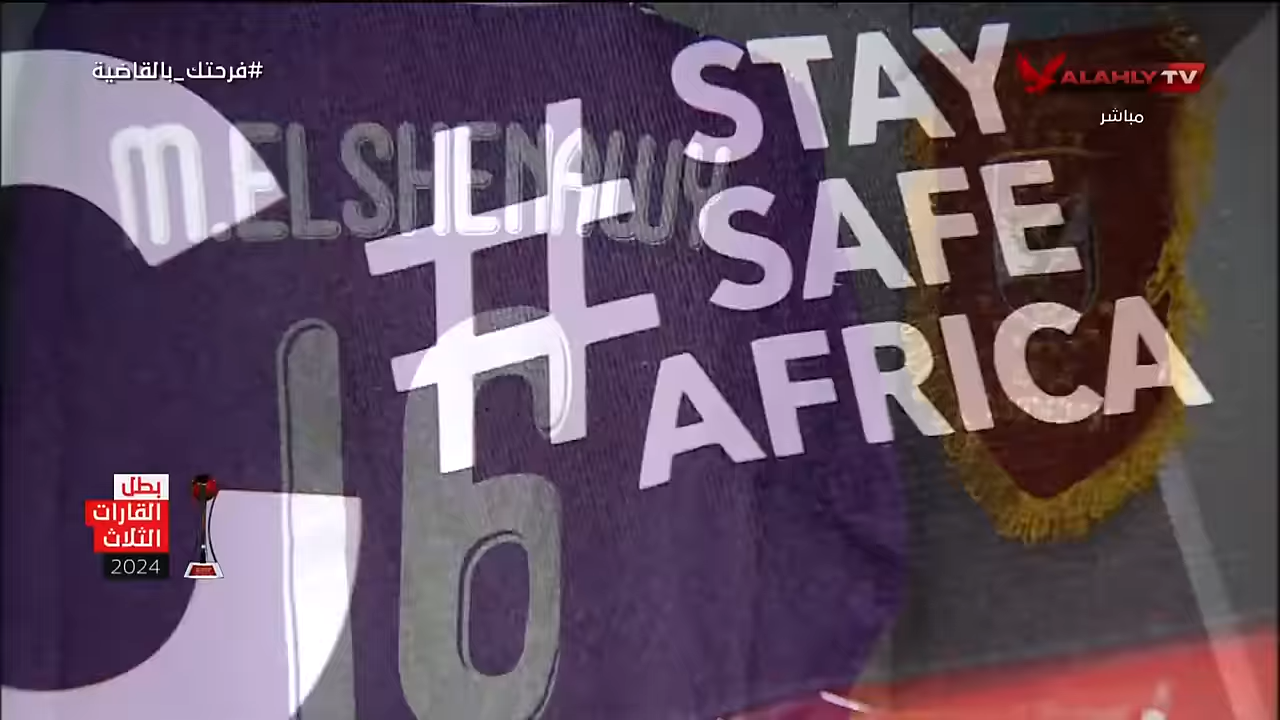 #فرحتك_بالقاضية
ALAHLY TV
مباشر
M.ELSHENAWY
16
#
STAY
SAFE
AFRICA
بطل
القارات
الثلاث
2024